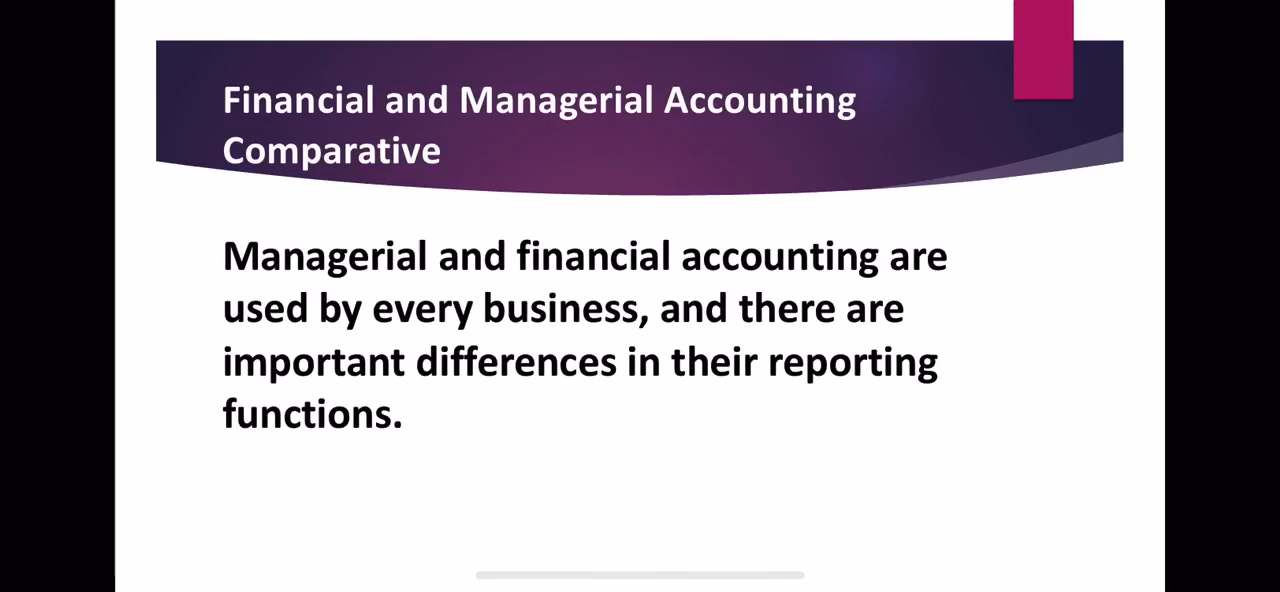 Financial and Managerial Accounting
Comparative
Managerial and financial accounting are
used by every business, and there are
important differences in their reporting
functions.